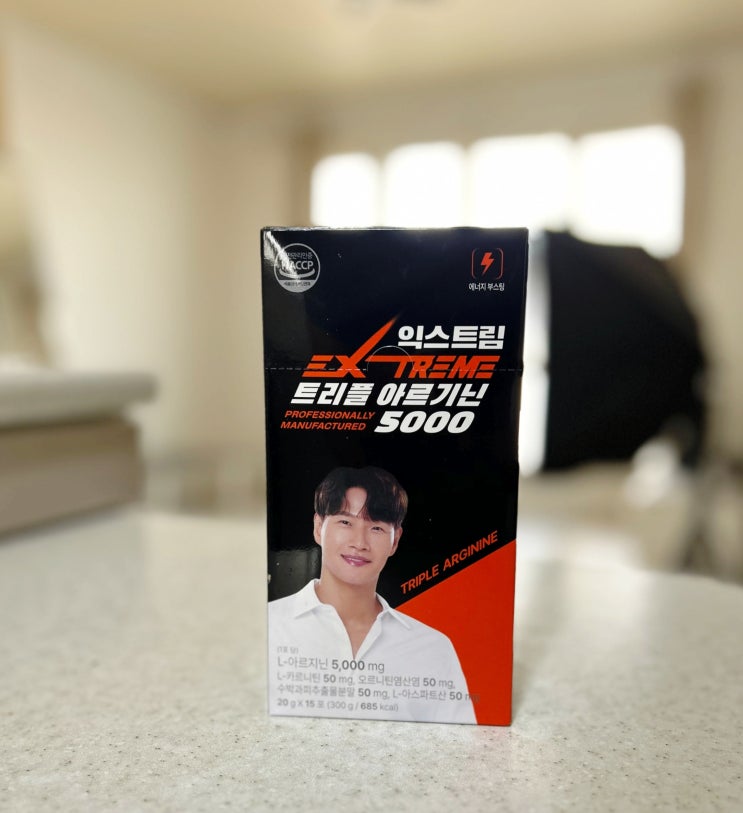 HACCP
에너지 부스팅
익스트림
EXTREME
트리플 아르기닌
PROFESSIONALLY
MANUFACTURED
5000
TRIPLE ARGININE
(1포 당)
L-아르지닌 5,000 mg
L-카르니틴 50 mg, 오르니틴염산염 50 mg,
수박과피추출물분말 50 mg, L-아스파트산 50 mg
20 g X 15 포 (300 g / 685 kcal)